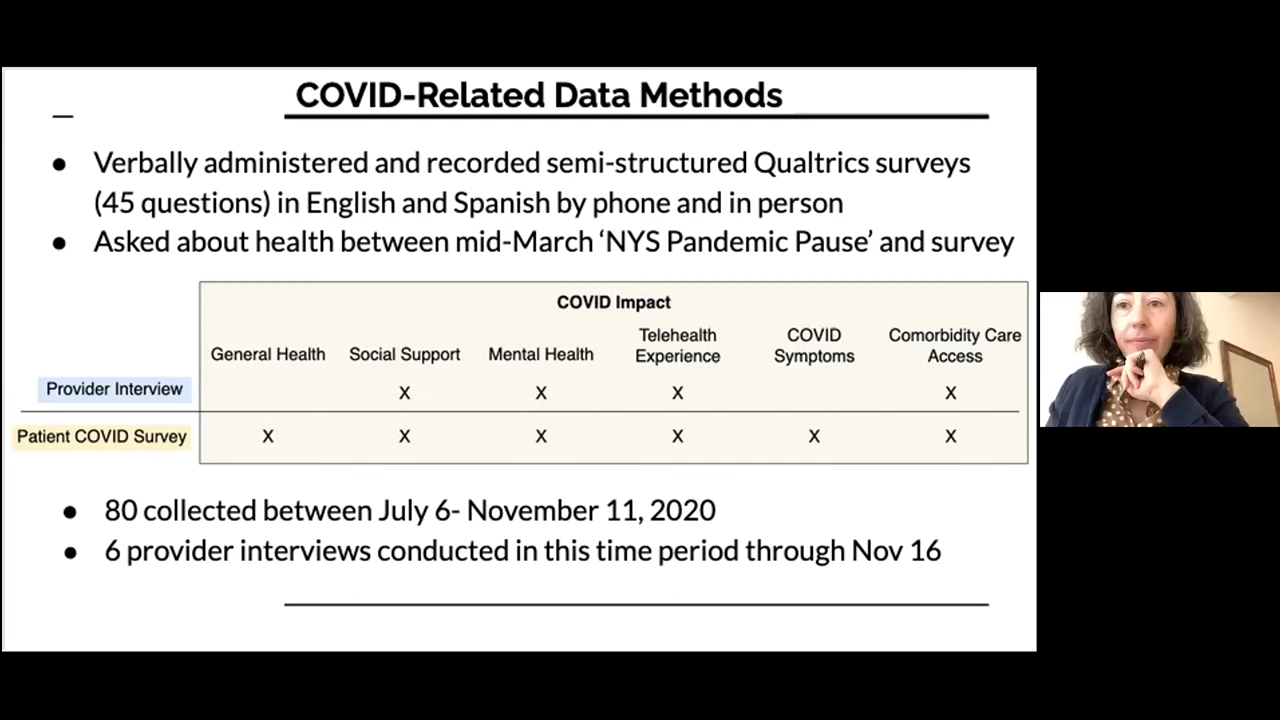 COVID-Related Data Methods
● Verbally administered and recorded semi-structured Qualtrics surveys
(45 questions) in English and Spanish by phone and in person
● Asked about health between mid-March ‘NYS Pandemic Pause’ and survey
COVID Impact
General Health Social Support Mental Health Telehealth Experience COVID Symptoms Comorbidity Care Access
Provider Interview X X X X
Patient COVID Survey X X X X X X
● 80 collected between July 6- November 11, 2020
● 6 provider interviews conducted in this time period through Nov 16